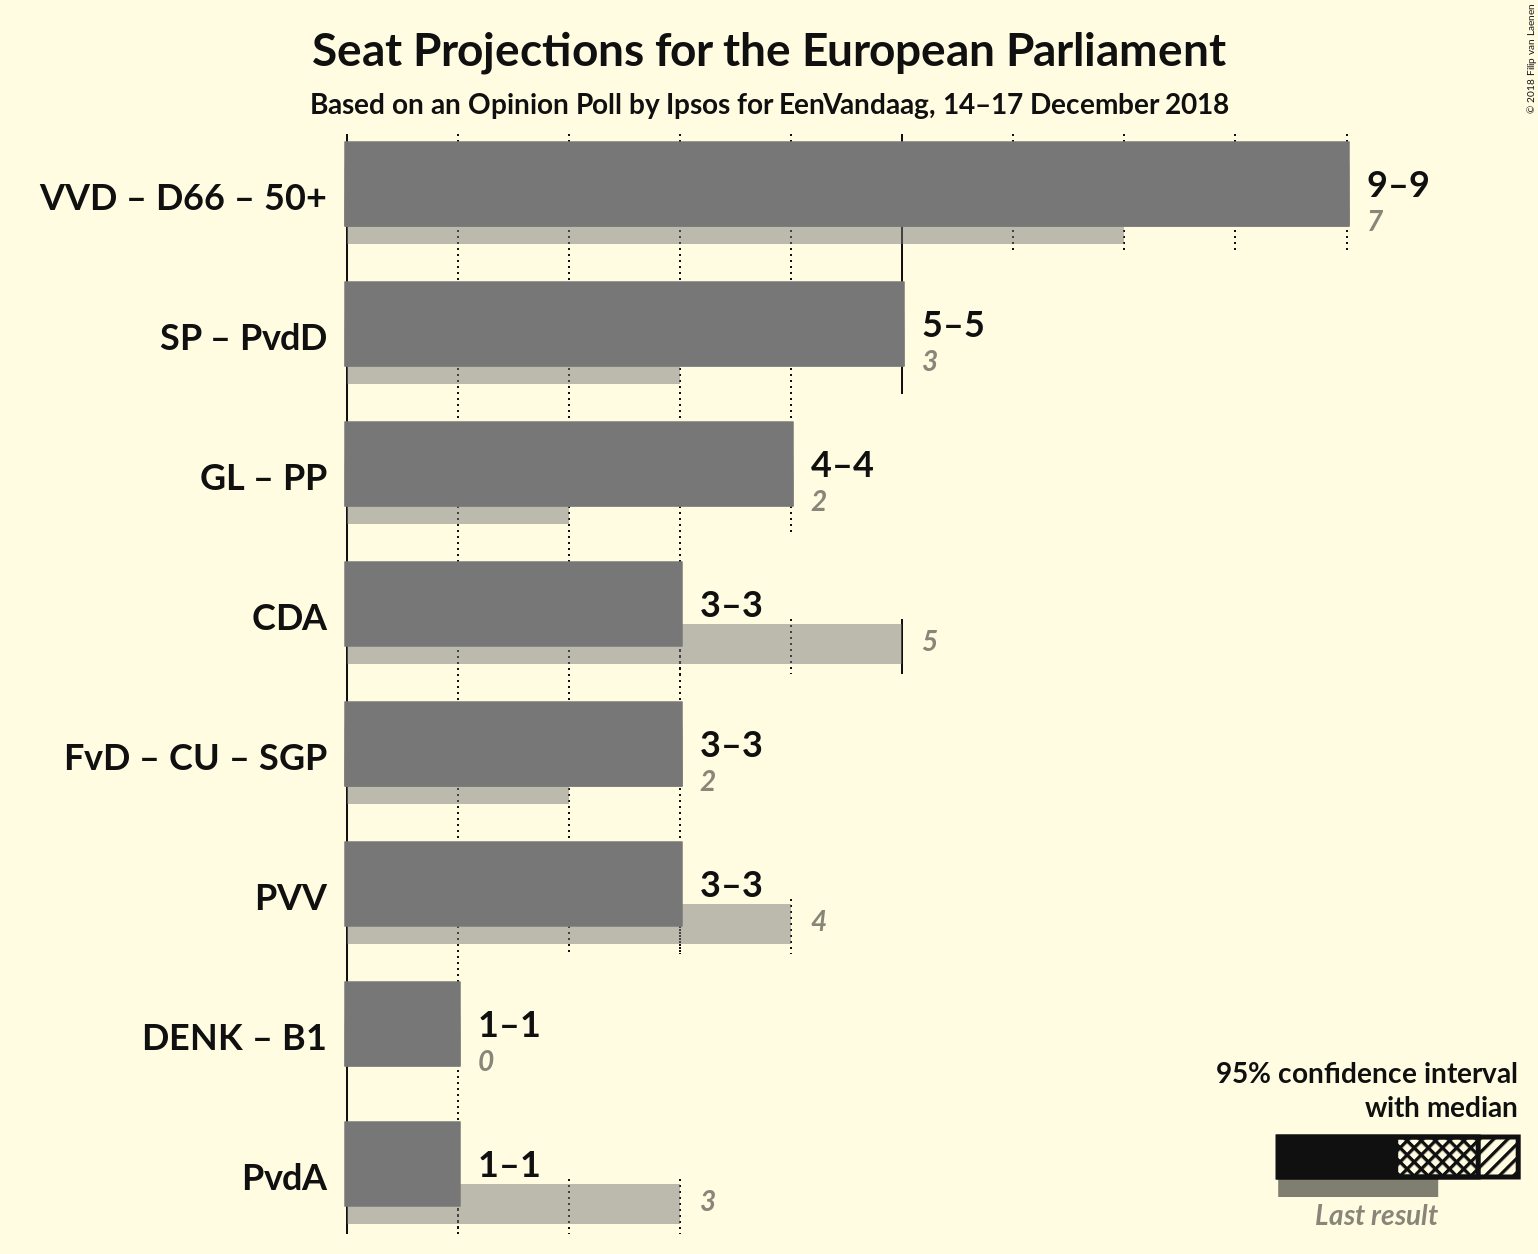 Seat Projections for the European Parliament
Based on an Opinion Poll by Ipsos for EenVandaag, 14–17 December 2018
© 2018 Filip van Laenen
VVD – D66 – 50+
9–9
7
SP – PvdD
5–5
3
GL – PP
4–4
2
CDA
3–3
5
FvD – CU – SGP
3–3
2
PVV
3–3
4
DENK – B1
1–1
0
PvdA
1–1
3
95% confidence interval
with median
Last result